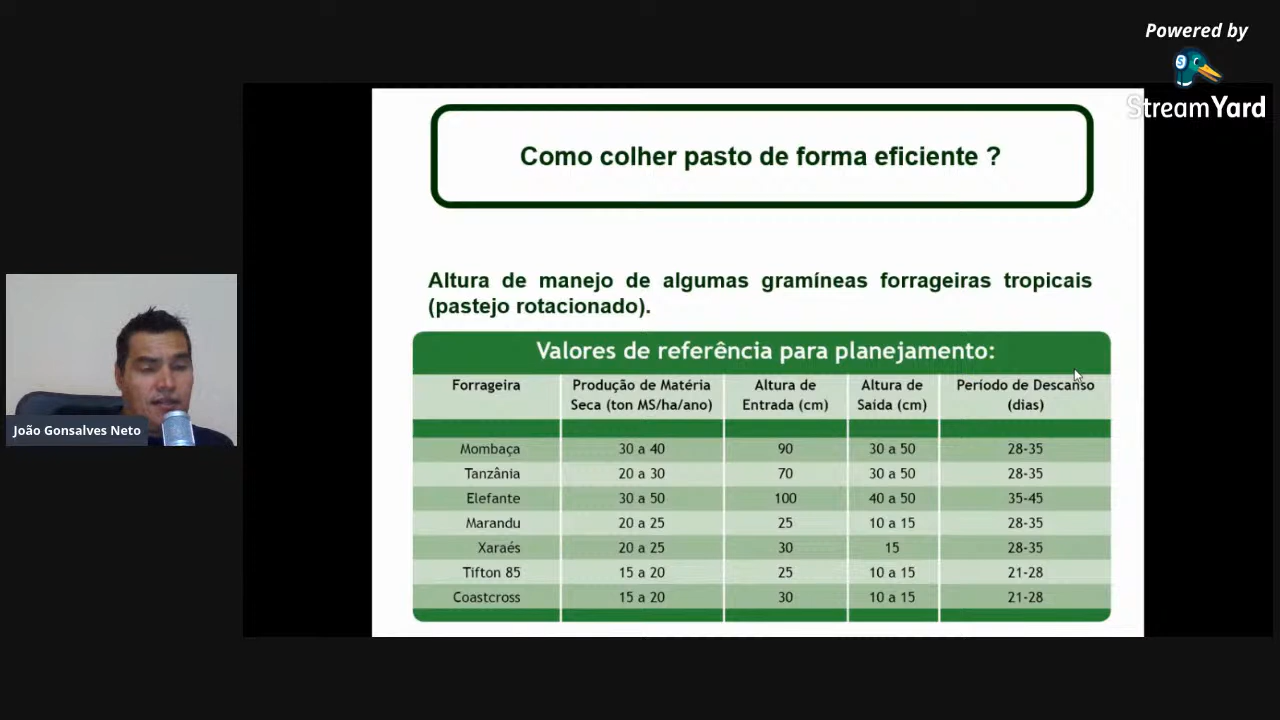 Powered by
StreamYard
Como colher pasto de forma eficiente ?
Altura de manejo de algumas gramíneas forrageiras tropicais
(pastejo rotacionado).
Valores de referência para planejamento:
Forrageira Produção de Matéria Seca (ton MS/ha/ano) Altura de Entrada (cm) Altura de Saída (cm) Período de Descanso (dias)
Mombaça 30 a 40 90 30 a 50 28-35
Tanzânia 20 a 30 70 30 a 50 28-35
Elefante 30 a 50 100 40 a 50 35-45
Marandu 20 a 25 25 10 a 15 28-35
Xaraés 20 a 25 30 15 28-35
Tifton 85 15 a 20 25 10 a 15 21-28
Coastcross 15 a 20 30 10 a 15 21-28
João Gonsalves Neto